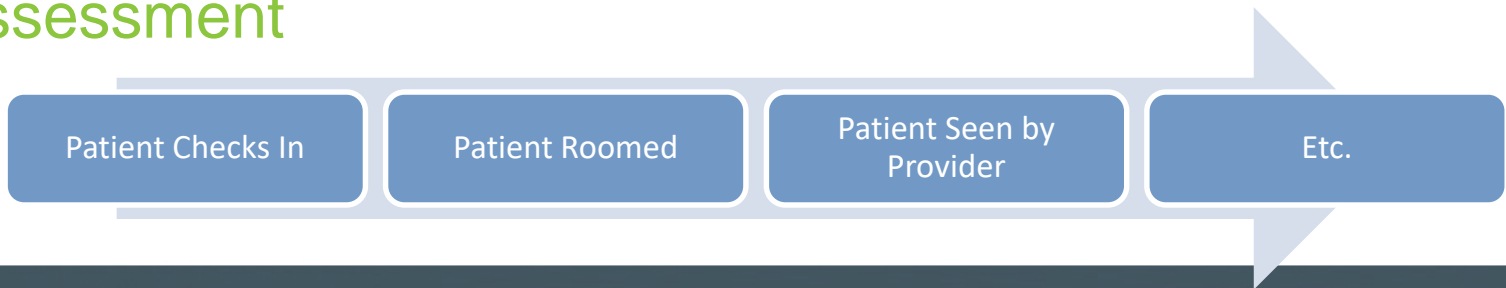 ssessment
Patient Checks In
Patient Roomed
Patient Seen by
Provider
Etc.